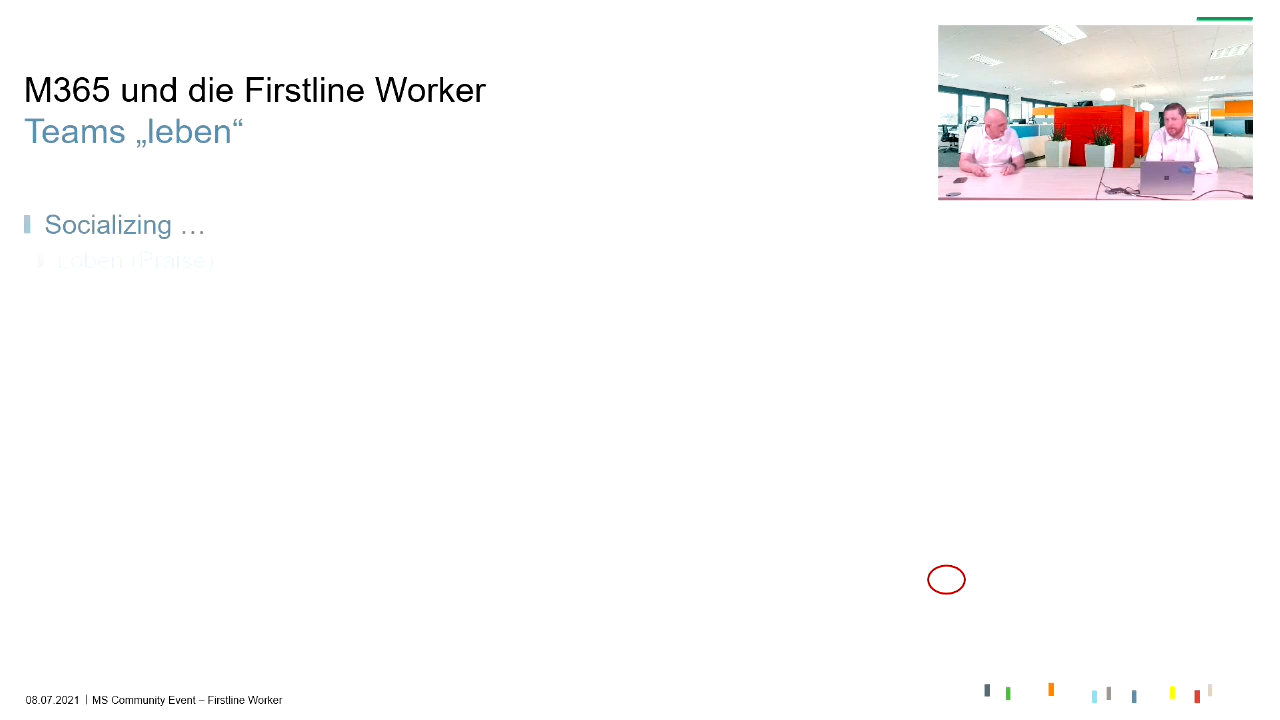 M365 und die Firstline Worker
Teams „leben“
Socializing …
Loben (Praise)
08.07.2021 | MS Community Event – Firstline Worker